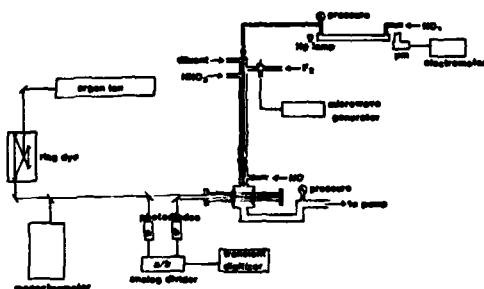 pressure
NO₂
Hg lamp
diluent
F₂
pm
electrometer
HNO₃
argon ion
microwave
generator
ring dye
NO
pressure
to pump
photodiodes
a/b
analog divider
transient
digitizer
monochromator